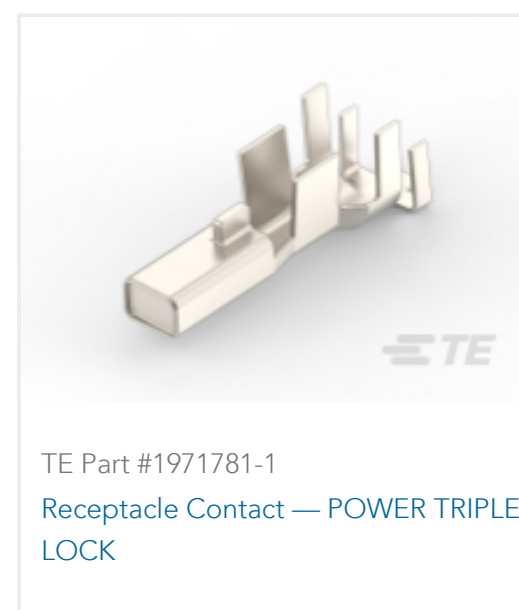 TE
TE Part #1971781-1
Receptacle Contact — POWER TRIPLE
LOCK